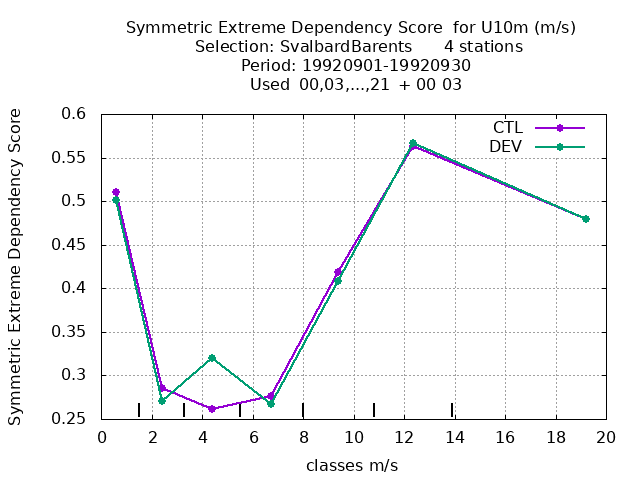 Symmetric Extreme Dependency Score  for U10m (m/s)
Selection: SvalbardBarents      4 stations
Period: 19920901-19920930
Used  00,03,...,21  + 00 03
CTL
DEV
Symmetric Extreme Dependency Score
0.6
0.55
0.5
0.45
0.4
0.35
0.3
0.25
0 2 4 6 8 10 12 14 16 18 20
classes m/s